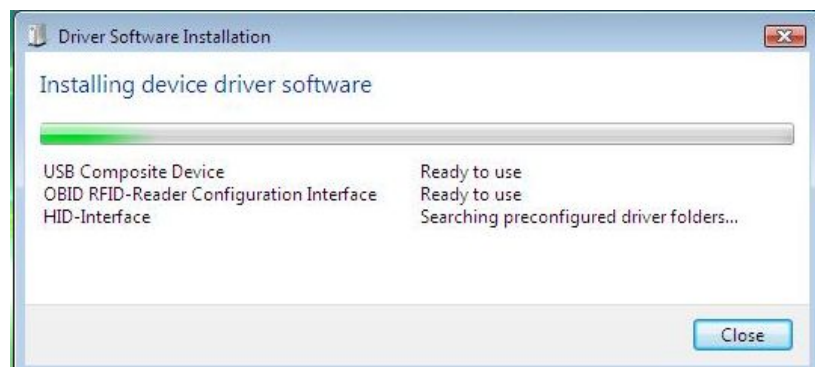 Driver Software Installation
Installing device driver software
USB Composite Device Ready to use
OBID RFID-Reader Configuration Interface Ready to use
HID-Interface Searching preconfigured driver folders...
Close